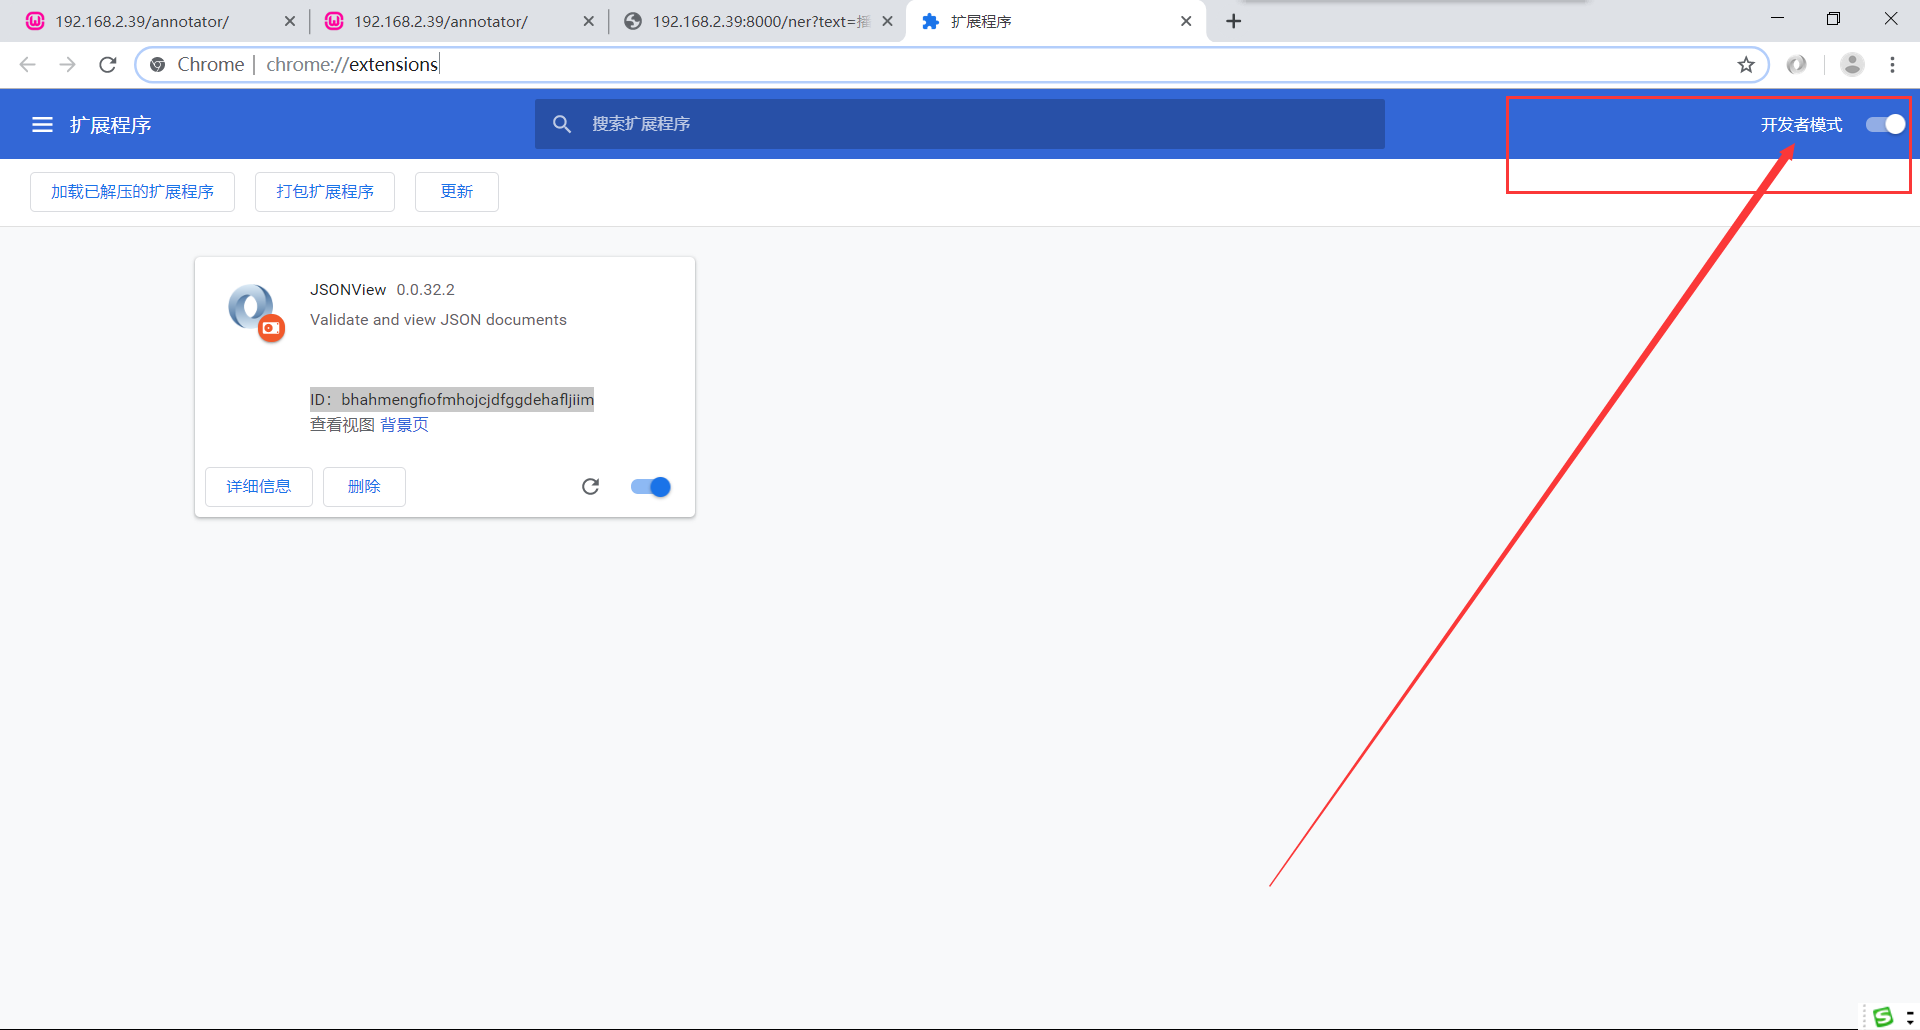 192.168.2.39/annotator/
192.168.2.39/annotator/
192.168.2.39:8000/ner?text=播
扩展程序
Chrome | chrome://extensions
扩展程序
搜索扩展程序
开发者模式
加载已解压的扩展程序
打包扩展程序
更新
JSONView 0.0.32.2
Validate and view JSON documents
ID：bhahmengfiofmhojcjdfggdehafljiim
查看视图 背景页
详细信息
删除